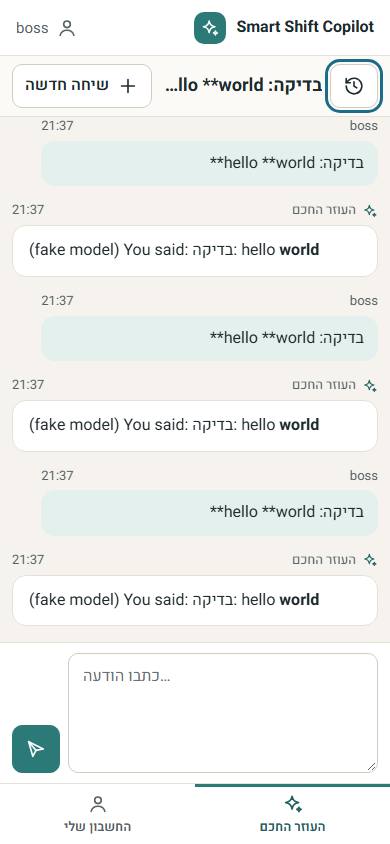 Smart Shift Copilot
boss
בדיקה: hello **world...
שיחה חדשה
boss
21:37
בדיקה: hello **world**
העוזר החכם
21:37
(fake model) You said: בדיקה: hello world
boss
21:37
בדיקה: hello **world**
העוזר החכם
21:37
(fake model) You said: בדיקה: hello world
boss
21:37
בדיקה: hello **world**
העוזר החכם
21:37
(fake model) You said: בדיקה: hello world
כתבו הודעה...
העוזר החכם
החשבון שלי